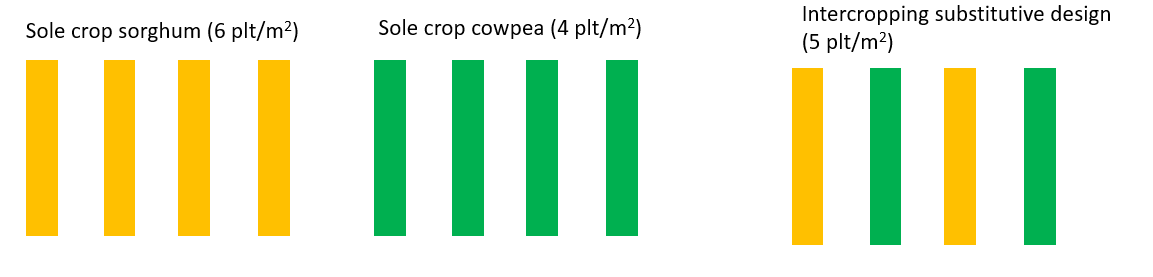 Sole crop sorghum (6 plt/m²)
Sole crop cowpea (4 plt/m²)
Intercropping substitutive design
(5 plt/m²)